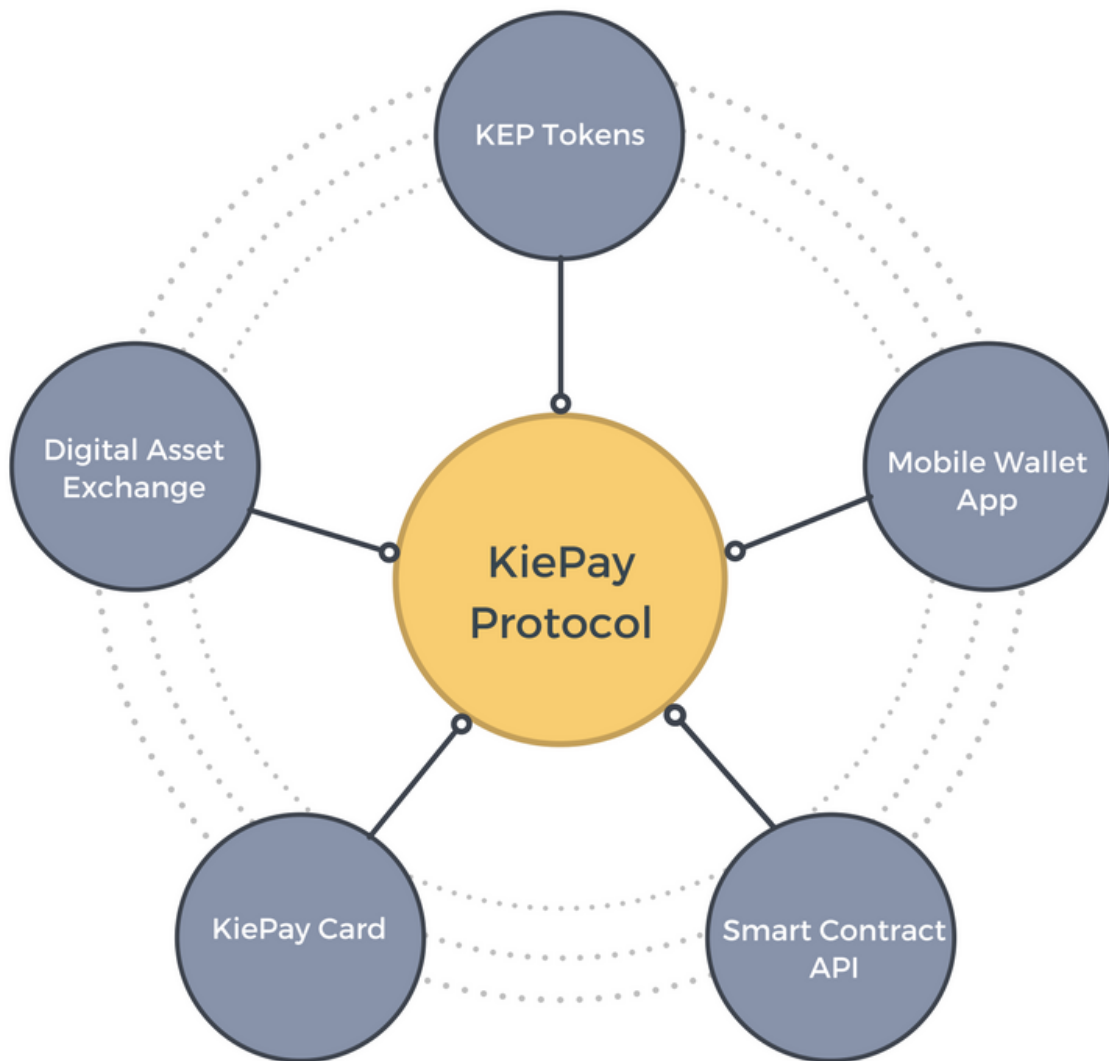 KEP Tokens
Digital Asset
Exchange
Mobile Wallet
App
KiePay
Protocol
KiePay Card
Smart Contract
API